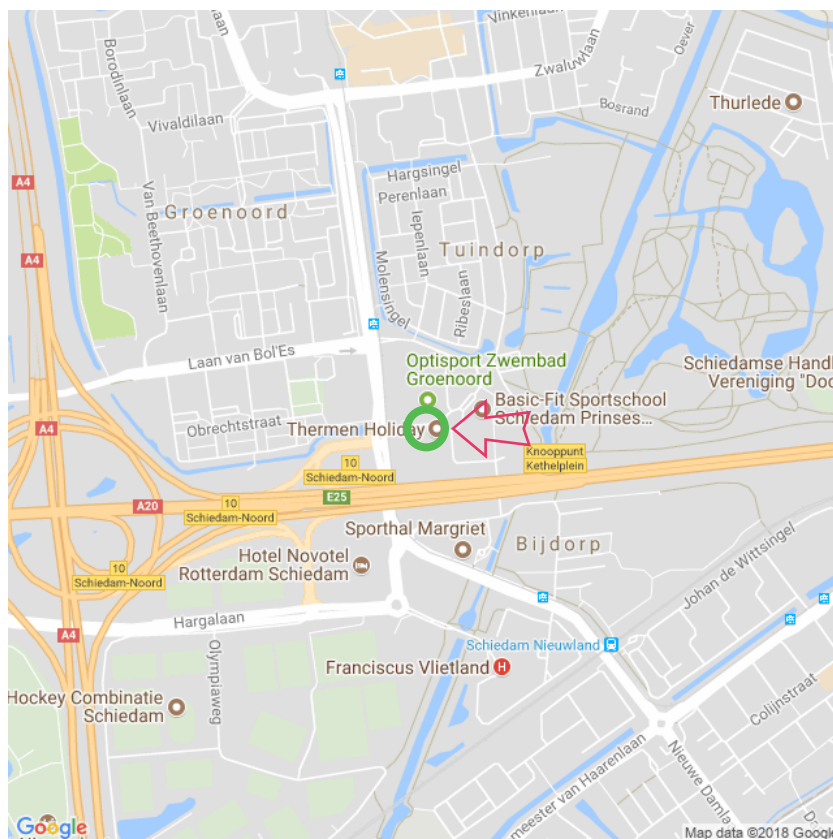 Vinkenlaan
Borodinlaan
Oever
Zwaluwlaan
Thurlede
Bosrand
Vivaldilaan
Hargsingel
Perenlaan
A4
Groenoord
Van Beethovenlaan
Iepenlaan
Tuindorp
A4
Molensingel
Ribeslaan
Laan van Bol'Es
Optisport Zwembad
Groenoord
Schiedamse Handl
Vereniging "Doc
Basic-Fit Sportschool
Schiedam Prinses...
A4
Obrechtstraat
Thermen Holiday
Knooppunt
Kethelplein
10
Schiedam-Noord
E25
10
Schiedam-Noord
A20
Sporthal Margriet
Bijdorp
Johan de Wittsingel
Hotel Novotel
Rotterdam Schiedam
10
Schiedam-Noord
Hargalaan
A4
Olympiaweg
Schiedam Nieuwland
Franciscus Vlietland
H
Hockey Combinatie
Schiedam
Colijnstraat
Nieuwe Damla
meester van Haarenlaan
Google
Map data ©2018 Google